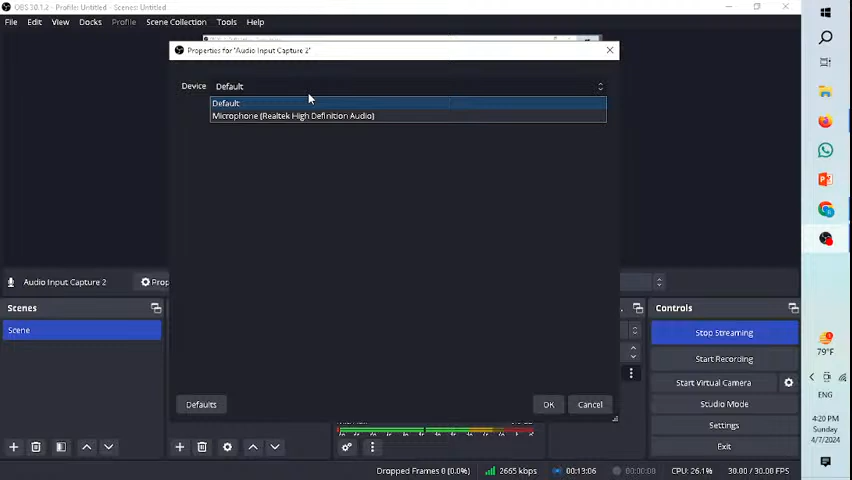 OBS 30.1.2 - Profile: Untitled - Scenes: Untitled
File Edit View Docks Profile Scene Collection Tools Help
Properties for "Audio Input Capture 2"
Device Default
Default
Microphone (Realtek High Definition Audio)
Audio Input Capture 2
Scenes
Scene
Defaults
OK
Cancel
Controls
Stop Streaming
Start Recording
Start Virtual Camera
Studio Mode
Settings
Exit
Dropped Frames 0 (0.0%) 2665 kbps 00:13:06 00:00:00 CPU: 26.1% 30.00 / 30.00 FPS
79°F
ENG
4:20 PM
Sunday
4/7/2024